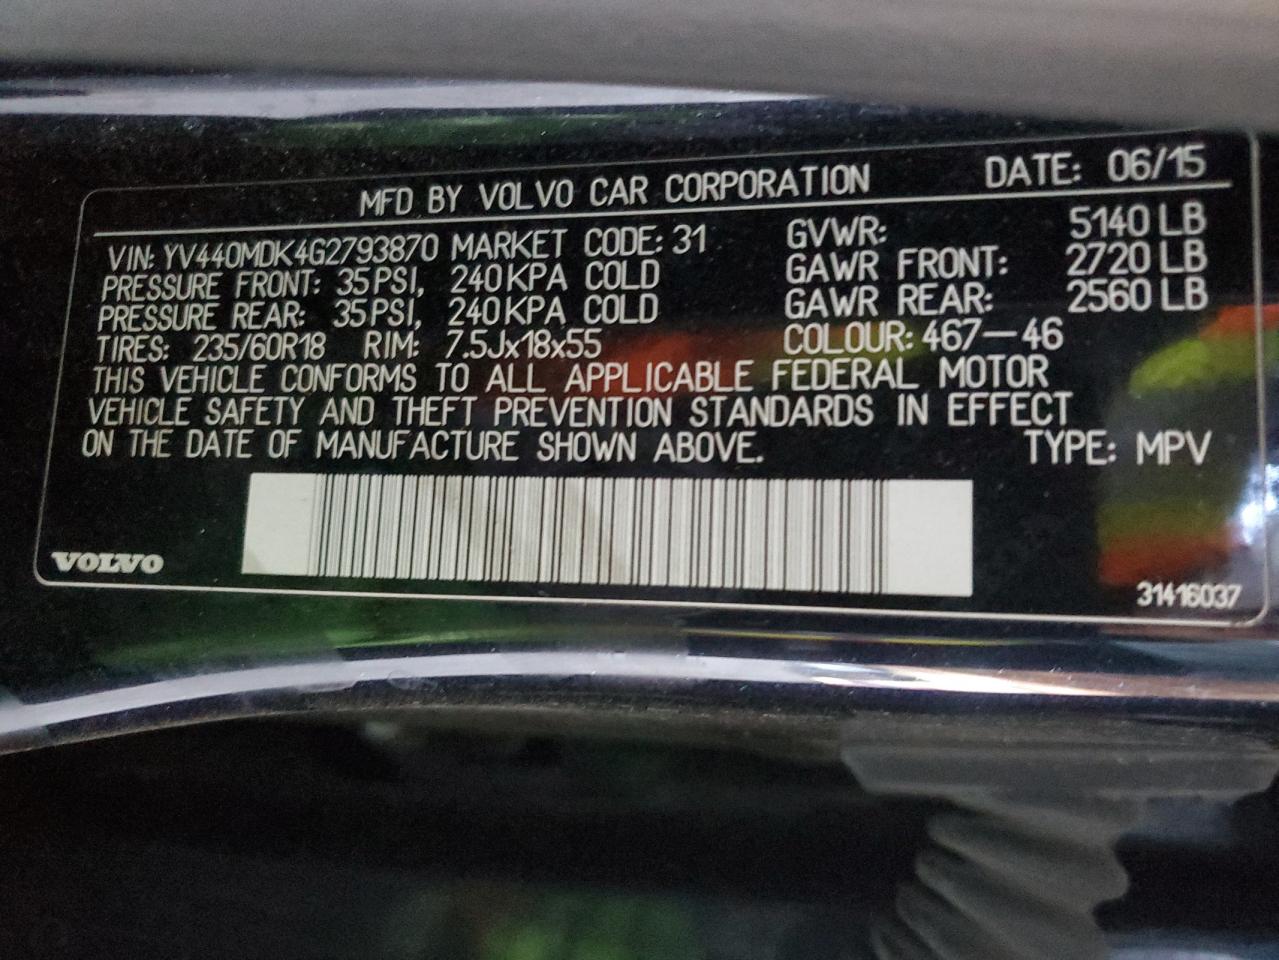 MFD BY VOLVO CAR CORPORATION DATE: 06/15
VIN: YV440MDK4G2793870 MARKET CODE: 31 GVWR: 5140 LB
PRESSURE FRONT: 35 PSI, 240 KPA COLD GAWR FRONT: 2720 LB
PRESSURE REAR: 35 PSI, 240 KPA COLD GAWR REAR: 2560 LB
TIRES: 235/60R18 RIM: 7.5Jx18x55 COLOUR: 467-46
THIS VEHICLE CONFORMS TO ALL APPLICABLE FEDERAL MOTOR
VEHICLE SAFETY AND THEFT PREVENTION STANDARDS IN EFFECT
ON THE DATE OF MANUFACTURE SHOWN ABOVE. TYPE: MPV
VOLVO
31416037